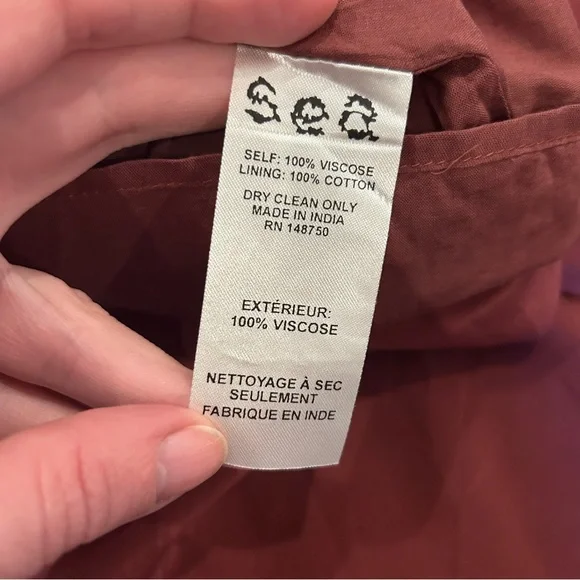 Sea
SELF: 100% VISCOSE
LINING: 100% COTTON
DRY CLEAN ONLY
MADE IN INDIA
RN 148750
EXTÉRIEUR:
100% VISCOSE
NETTOYAGE À SEC
SEULEMENT
FABRIQUE EN INDE